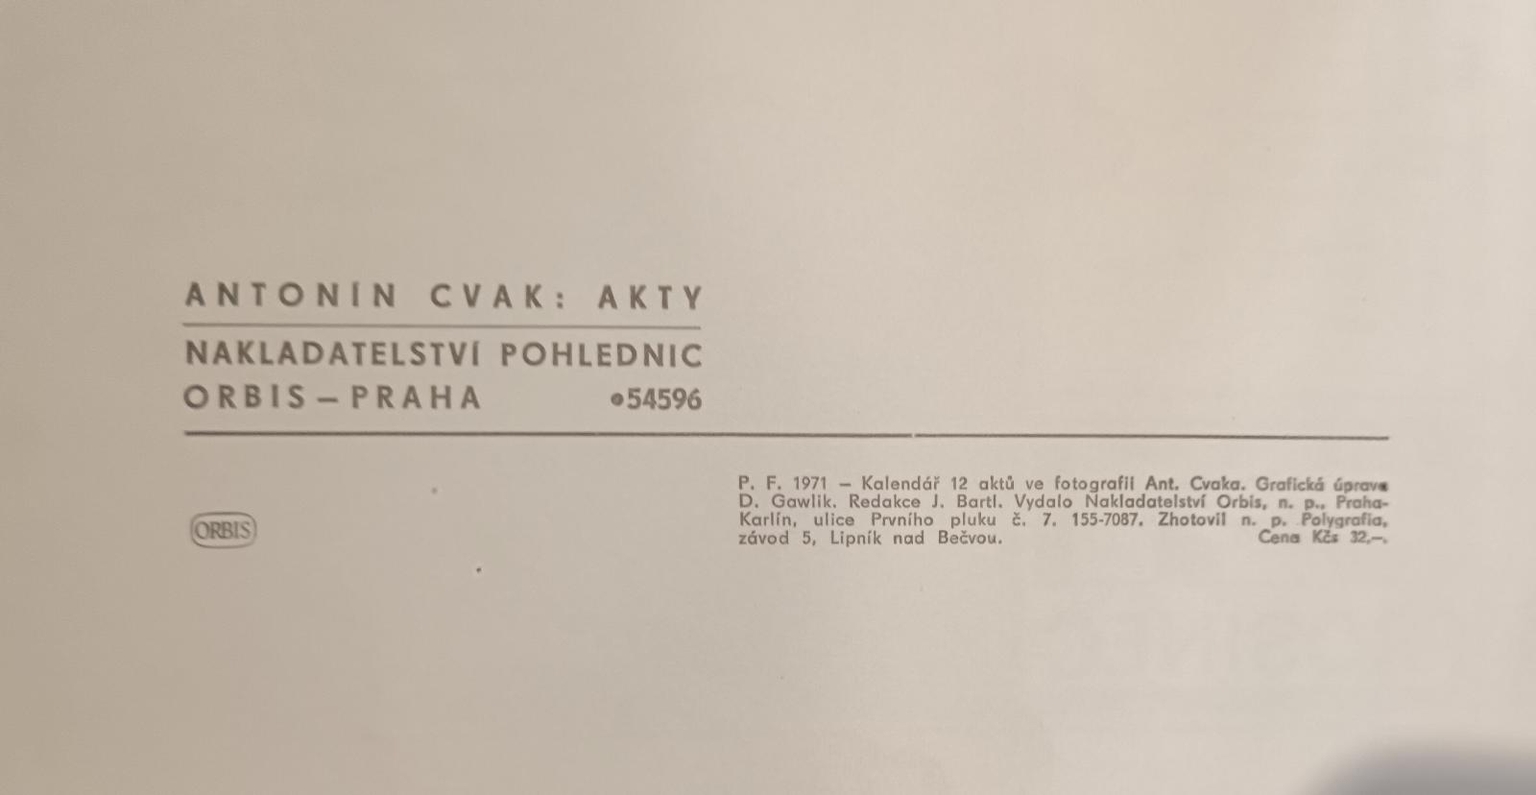 ANTONÍN CVAK: AKTY
NAKLADATELSTVÍ POHLEDNIC
ORBIS – PRAHA •54596
ORBIS
P. F. 1971 – Kalendář 12 aktů ve fotografii Ant. Cvaka. Grafická úprava
D. Gawlik. Redakce J. Bartl. Vydalo Nakladatelství Orbis, n. p., Praha-
Karlín, ulice Prvního pluku č. 7. 155-7087. Zhotovil n. p. Polygrafia,
závod 5, Lipník nad Bečvou. Cena Kčs 32,–.